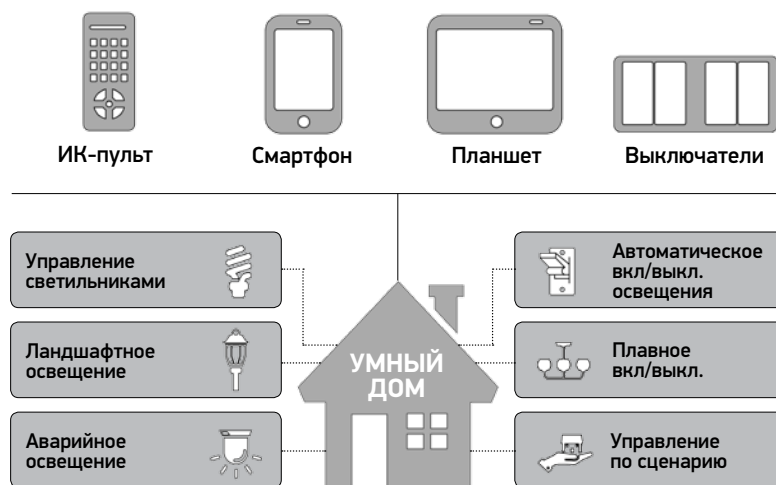 ИК-пульт
Смартфон
Планшет
Выключатели
Управление
светильниками
Автоматическое
вкл/выкл.
освещения
Ландшафтное
освещение
УМНЫЙ
ДОМ
Плавное
вкл/выкл.
Аварийное
освещение
Управление
по сценарию